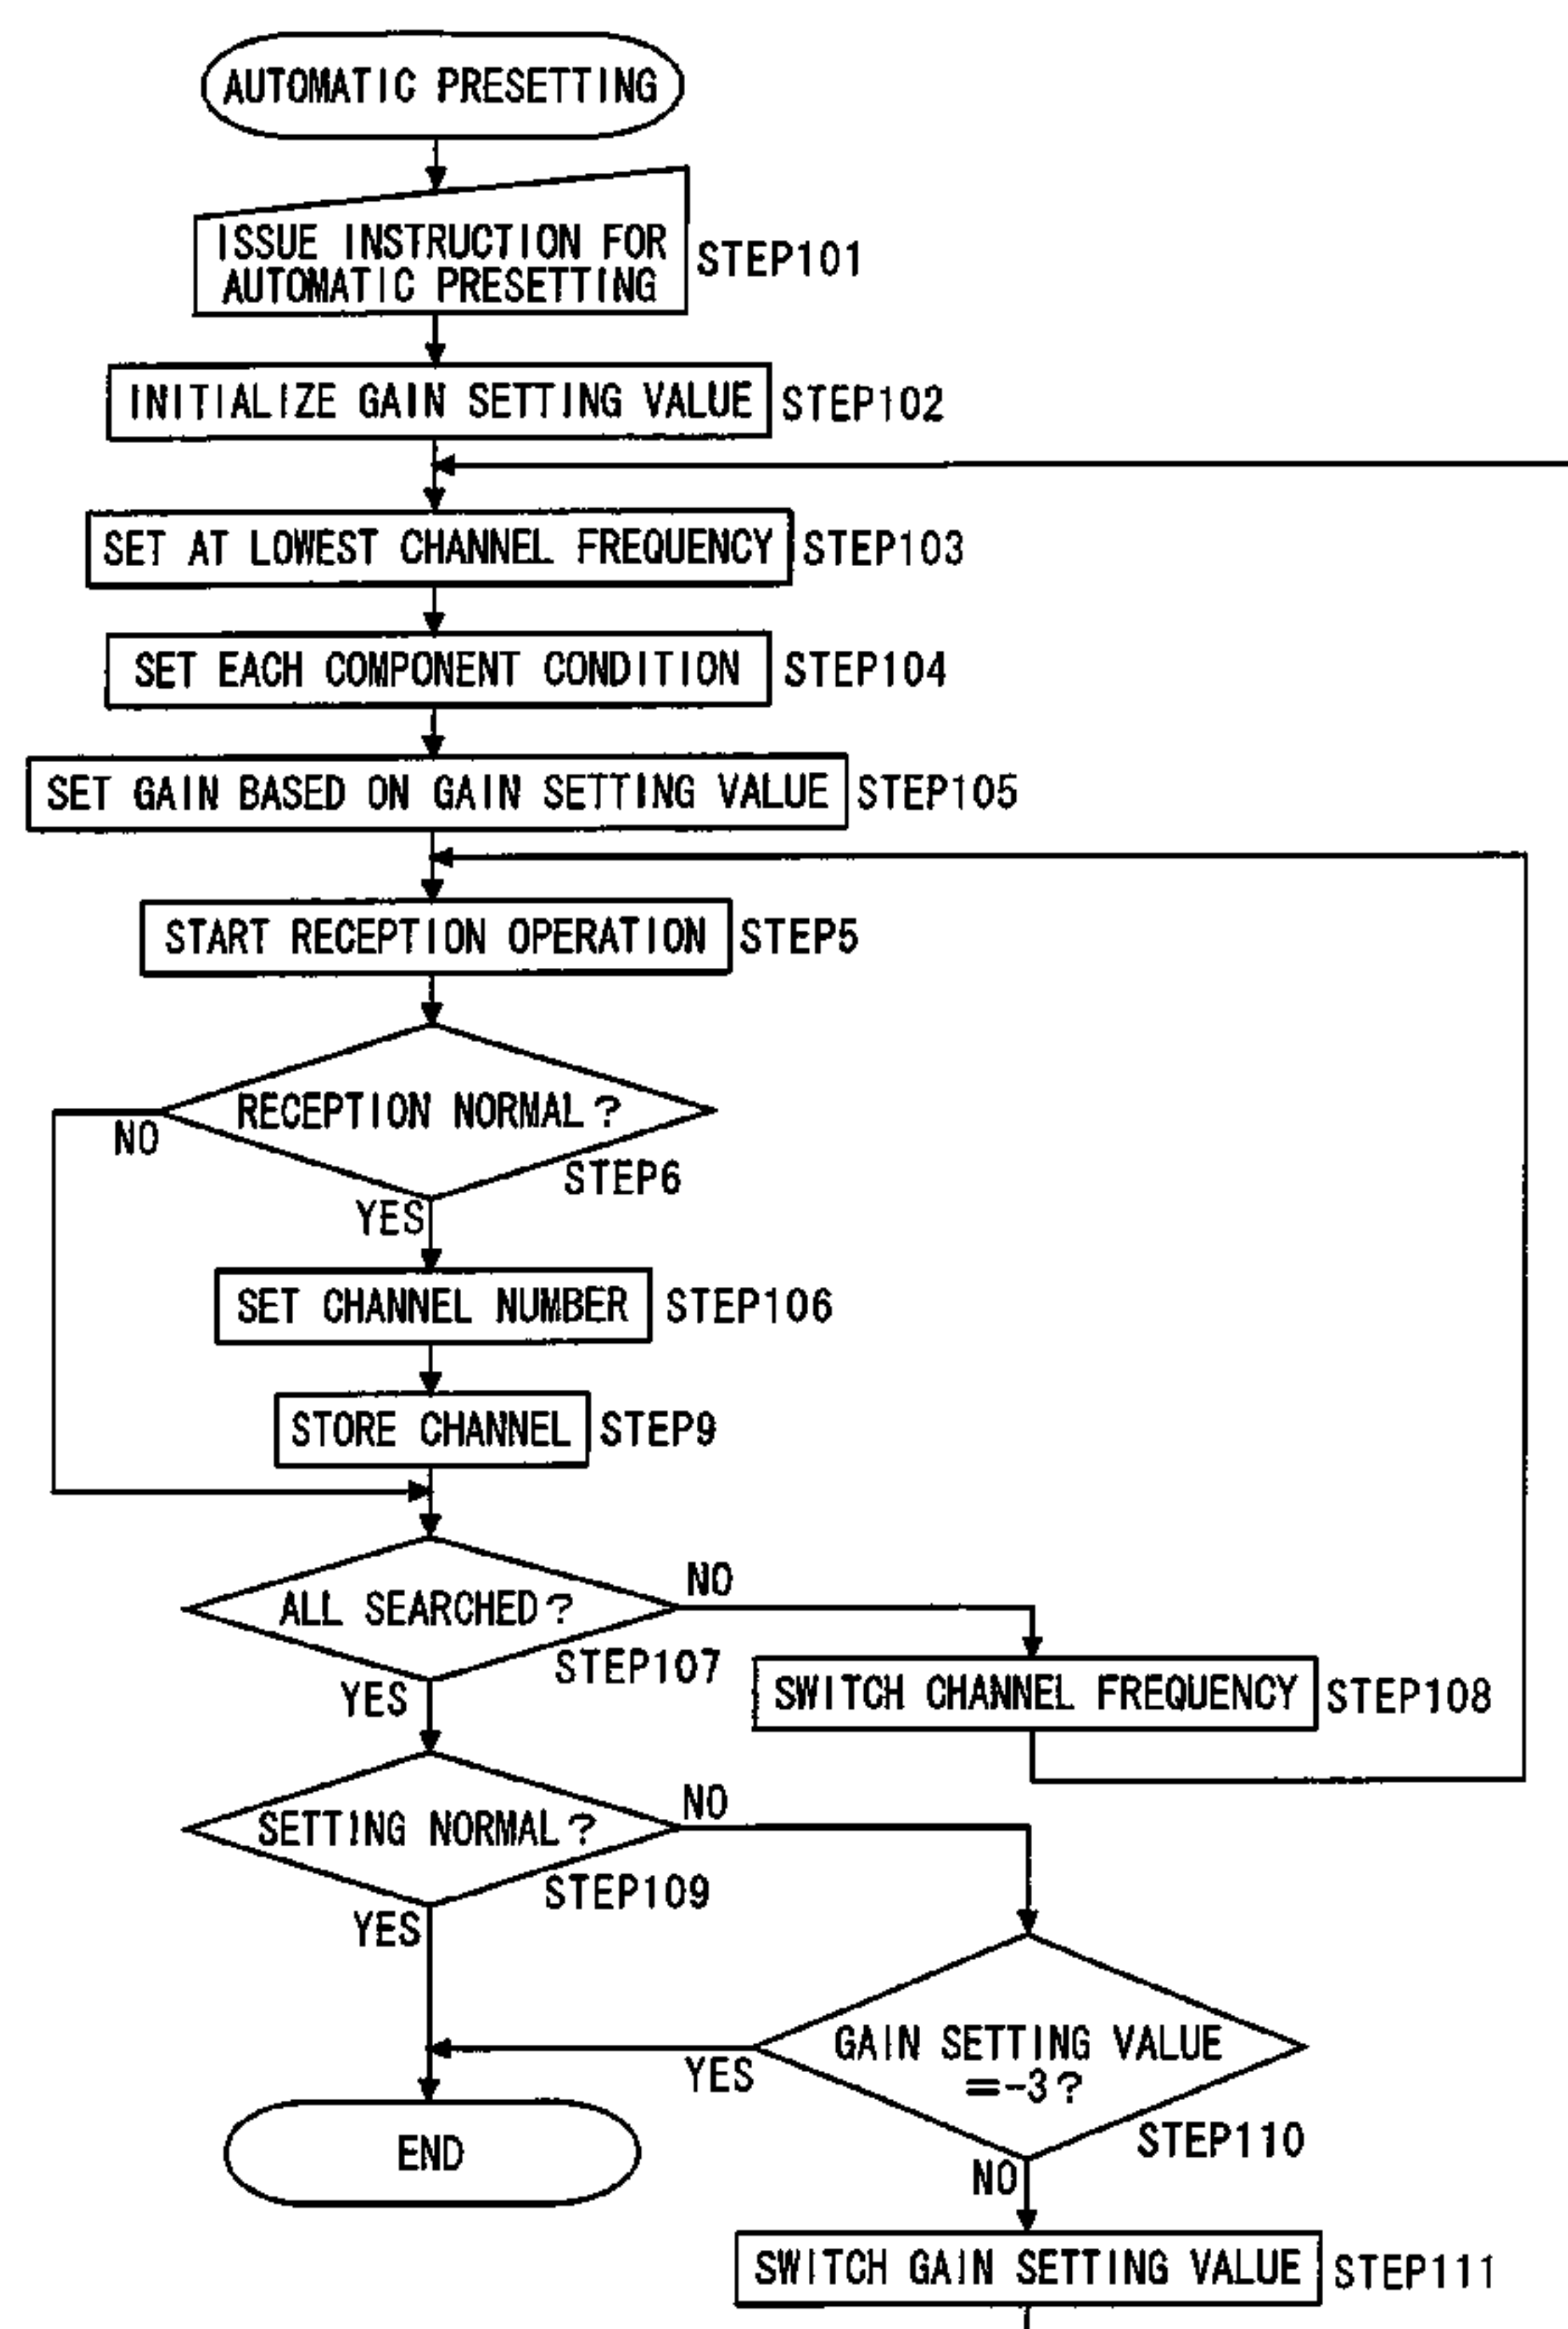 AUTOMATIC PRESETTING
ISSUE INSTRUCTION FOR
AUTOMATIC PRESETTING
STEP101
INITIALIZE GAIN SETTING VALUE
STEP102
SET AT LOWEST CHANNEL FREQUENCY
STEP103
SET EACH COMPONENT CONDITION
STEP104
SET GAIN BASED ON GAIN SETTING VALUE
STEP105
START RECEPTION OPERATION
STEP5
RECEPTION NORMAL?
NO
STEP6
YES
SET CHANNEL NUMBER
STEP106
STORE CHANNEL
STEP9
ALL SEARCHED?
NO
STEP107
YES
SWITCH CHANNEL FREQUENCY
STEP108
SETTING NORMAL?
NO
STEP109
YES
GAIN SETTING VALUE
=-3?
YES
STEP110
END
NO
SWITCH GAIN SETTING VALUE
STEP111